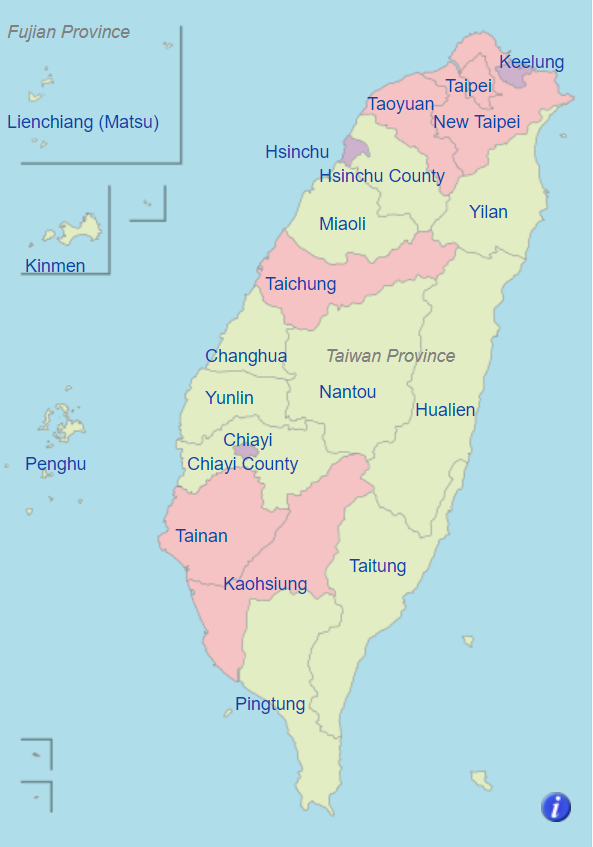 Fujian Province
Keelung
Taipei
Taoyuan
Lienchiang (Matsu)
New Taipei
Hsinchu
Hsinchu County
Yilan
Miaoli
Kinmen
Taichung
Changhua
Taiwan Province
Nantou
Yunlin
Hualien
Chiayi
Penghu
Chiayi County
Tainan
Taitung
Kaohsiung
Pingtung
i